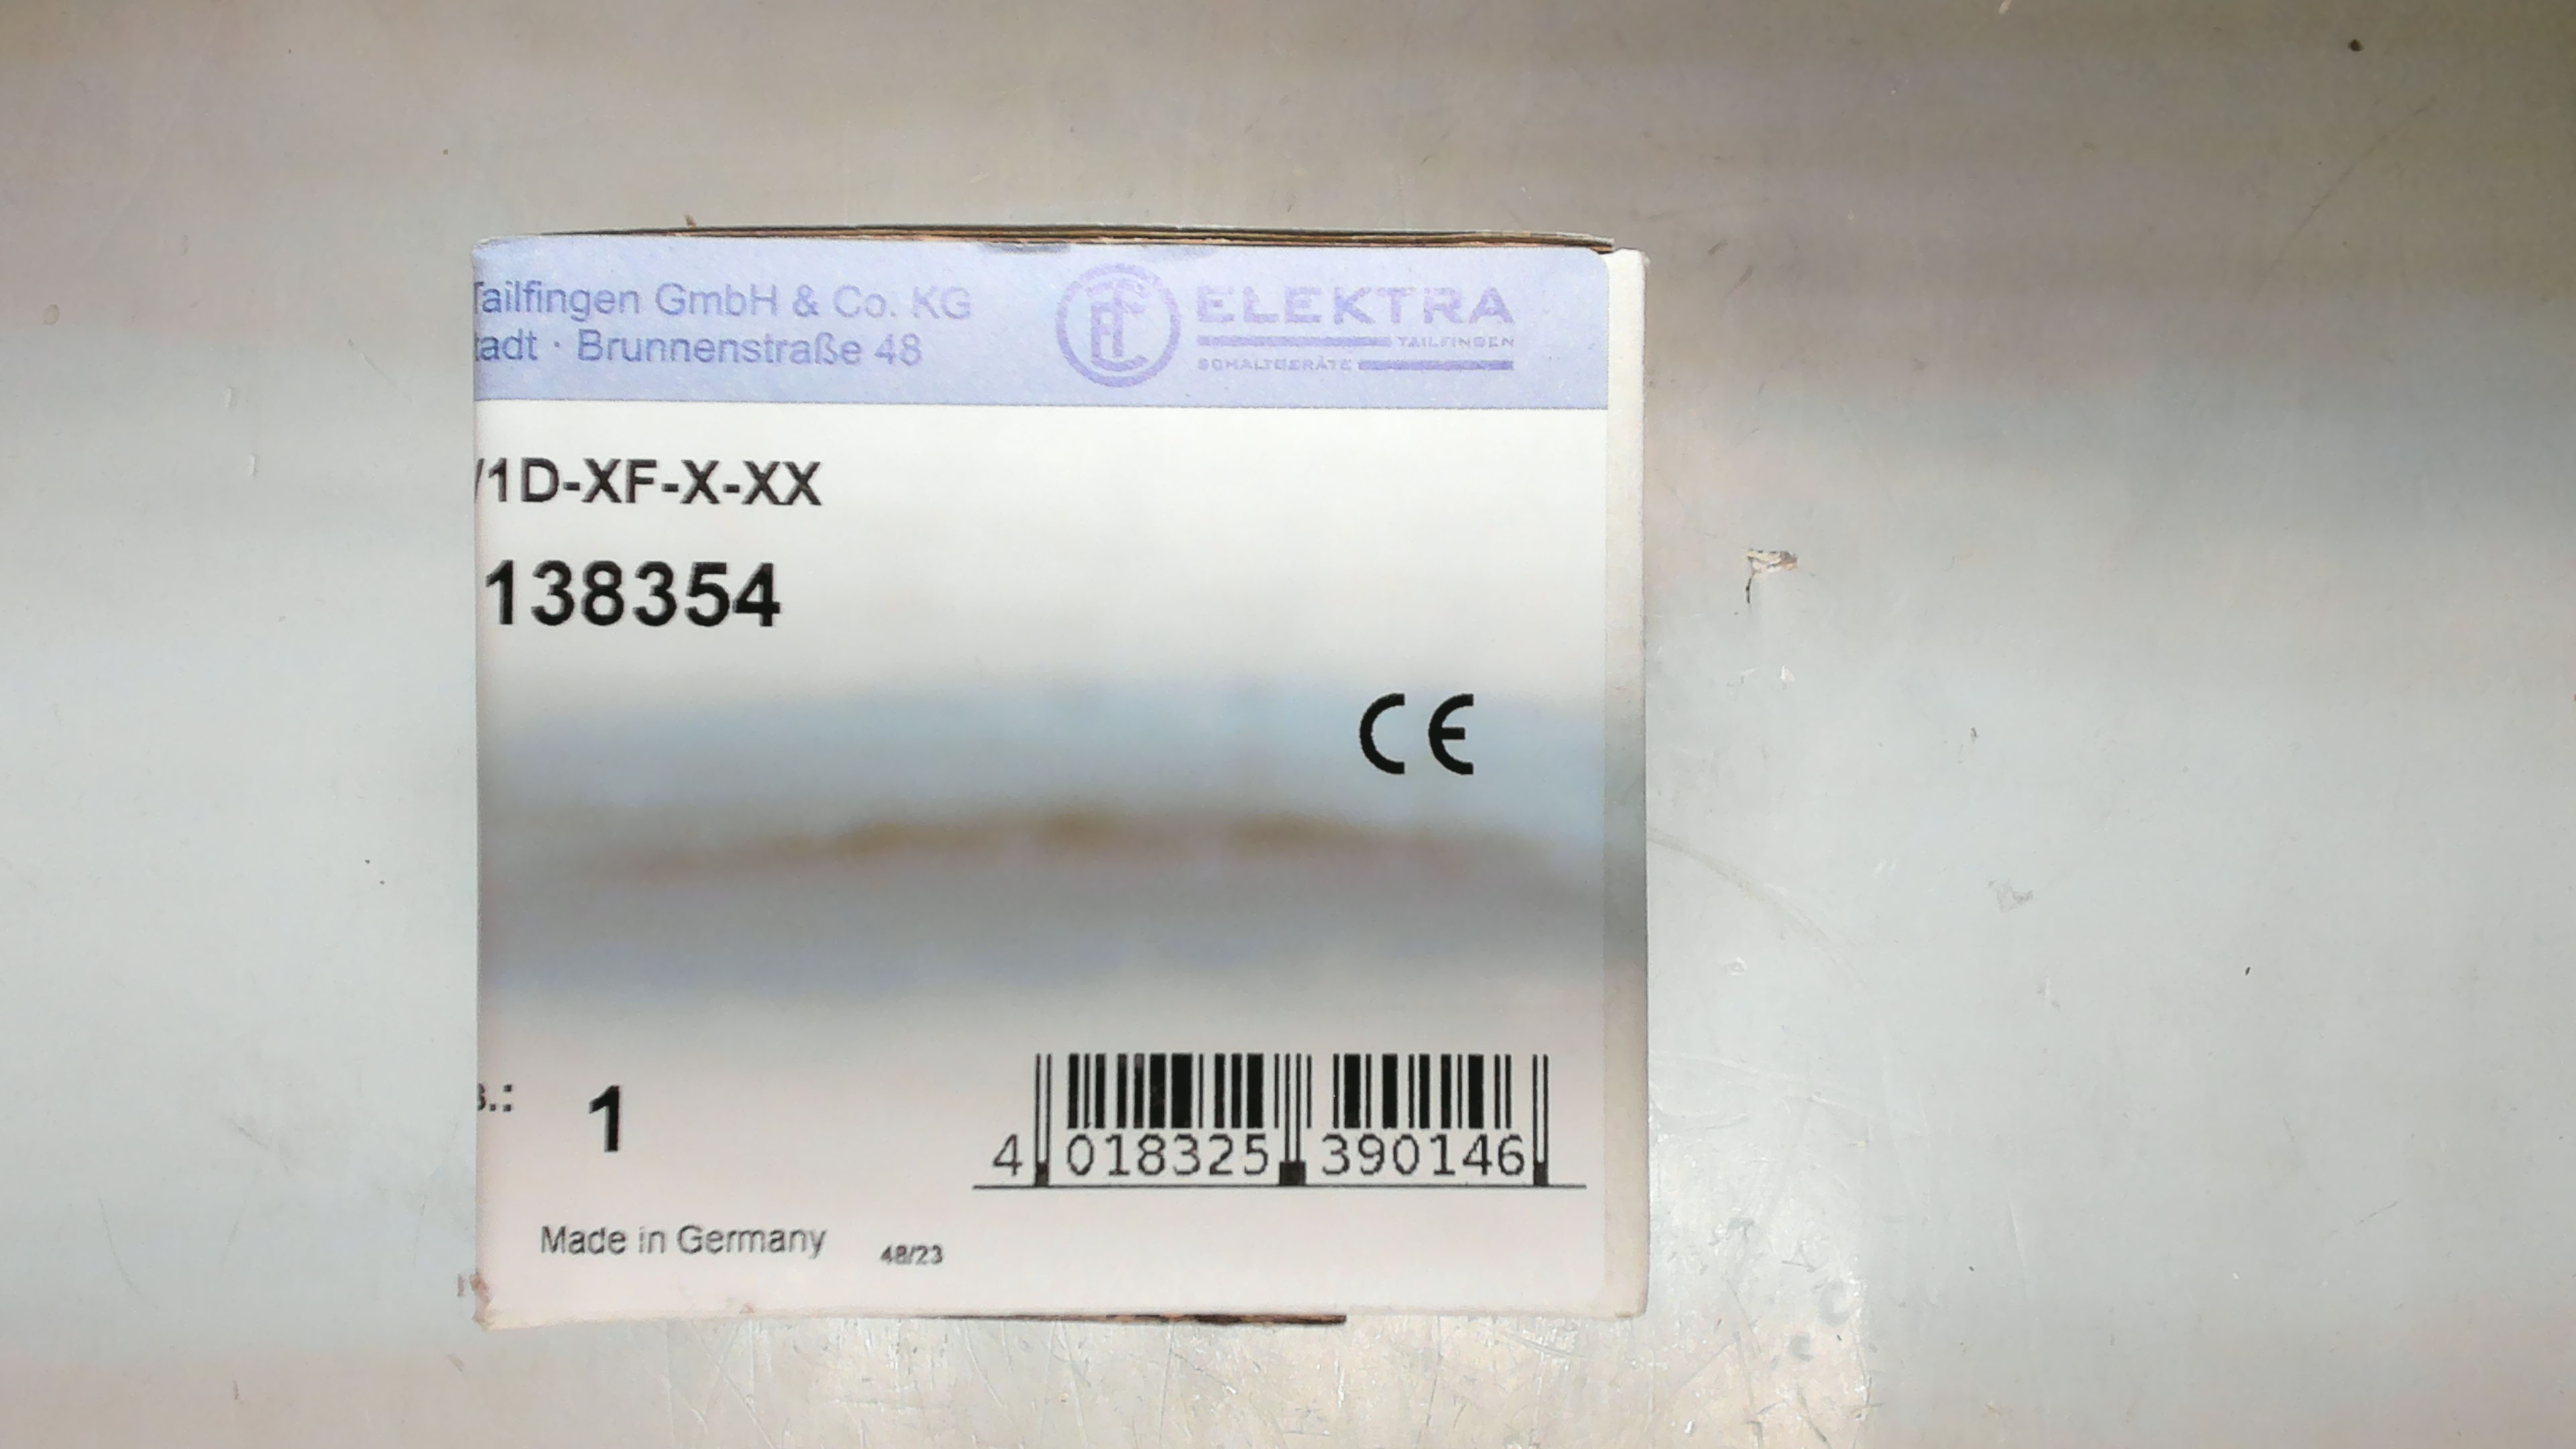 Tailfingen GmbH & Co. KG
tadt · Brunnenstraße 48
ELEKTRA
TAILFINGEN
SCHALTGERÄTE
/1D-XF-X-XX
138354
CE
s.: 1
4 018325 390146
Made in Germany 48/23